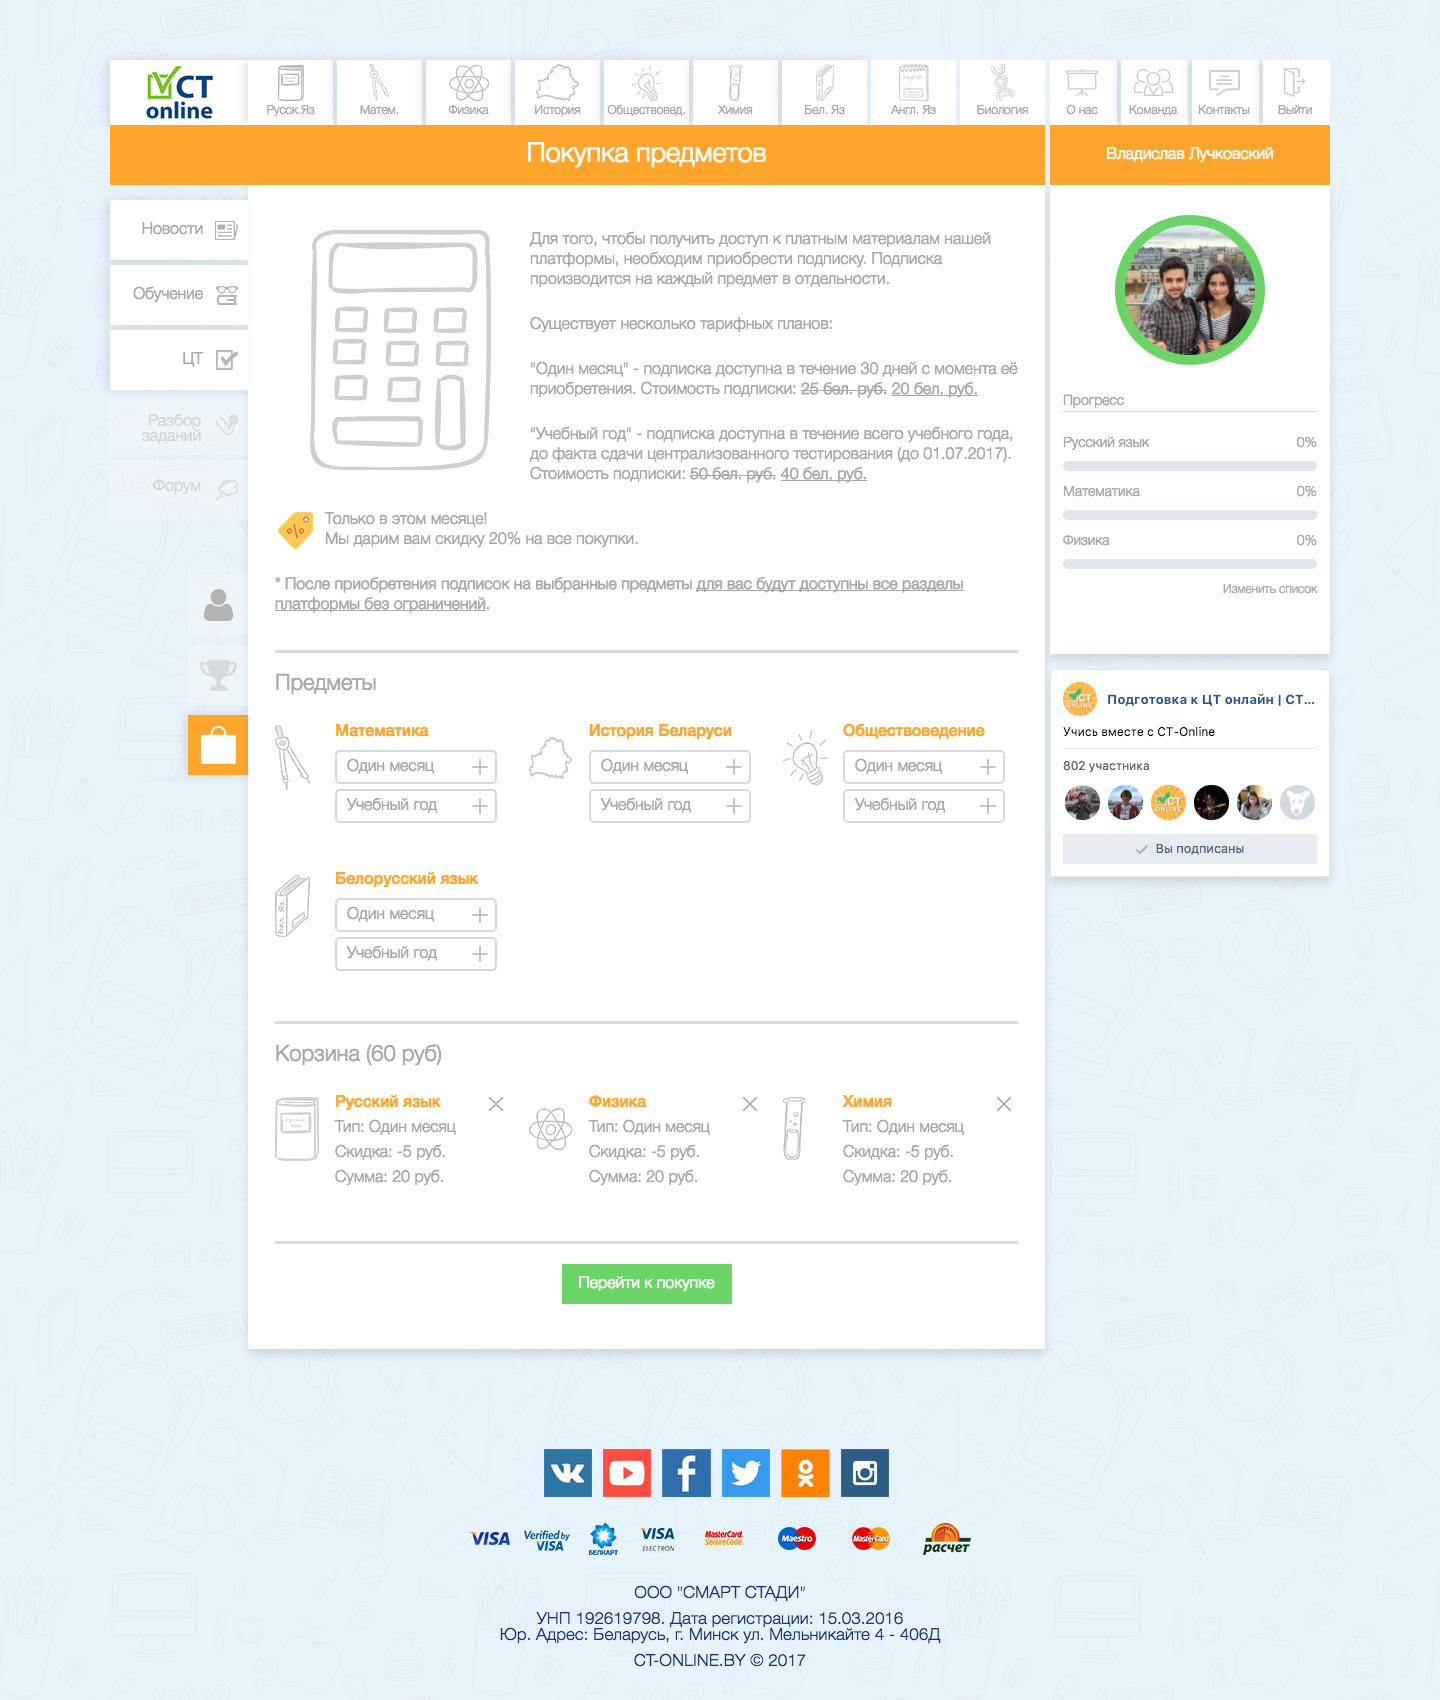 CT
online
Русск.Яз
Матем.
Физика
История
Обществовед.
Химия
Бел. Яз
English
Англ. Яз
Биология
О нас
Команда
Контакты
Выйти
Покупка предметов
Владислав Лучковский
Новости
Обучение
ЦТ
Разбор
заданий
Форум
Для того, чтобы получить доступ к платным материалам нашей
платформы, необходим приобрести подписку. Подписка
производится на каждый предмет в отдельности.
Существует несколько тарифных планов:
"Один месяц" - подписка доступна в течение 30 дней с момента её
приобретения. Стоимость подписки: 25 бел. руб. 20 бел. руб.
"Учебный год" - подписка доступна в течение всего учебного года,
до факта сдачи централизованного тестирования (до 01.07.2017).
Стоимость подписки: 50 бел. руб. 40 бел. руб.
%
Только в этом месяце!
Мы дарим вам скидку 20% на все покупки.
* После приобретения подписок на выбранные предметы для вас будут доступны все разделы
платформы без ограничений.
Прогресс
Русский язык 0%
Математика 0%
Физика 0%
Изменить список
CT
ONLINE
Подготовка к ЦТ онлайн | CT...
Учись вместе с CT-Online
802 участника
CT
ONLINE
Вы подписаны
Предметы
Математика
Один месяц
Учебный год
История Беларуси
Один месяц
Учебный год
Обществоведение
Один месяц
Учебный год
Бел. Яз
Белорусский язык
Один месяц
Учебный год
Корзина (60 руб)
Русский язык
Тип: Один месяц
Скидка: -5 руб.
Сумма: 20 руб.
Физика
Тип: Один месяц
Скидка: -5 руб.
Сумма: 20 руб.
Химия
Тип: Один месяц
Скидка: -5 руб.
Сумма: 20 руб.
Перейти к покупке
VISA
Verified by
VISA
БЕЛКАРТ
VISA
ELECTRON
MasterCard.
SecureCode.
Maestro
MasterCard
расчет
ООО "СМАРТ СТАДИ"
УНП 192619798. Дата регистрации: 15.03.2016
Юр. Адрес: Беларусь, г. Минск ул. Мельникайте 4 - 406Д
CT-ONLINE.BY © 2017